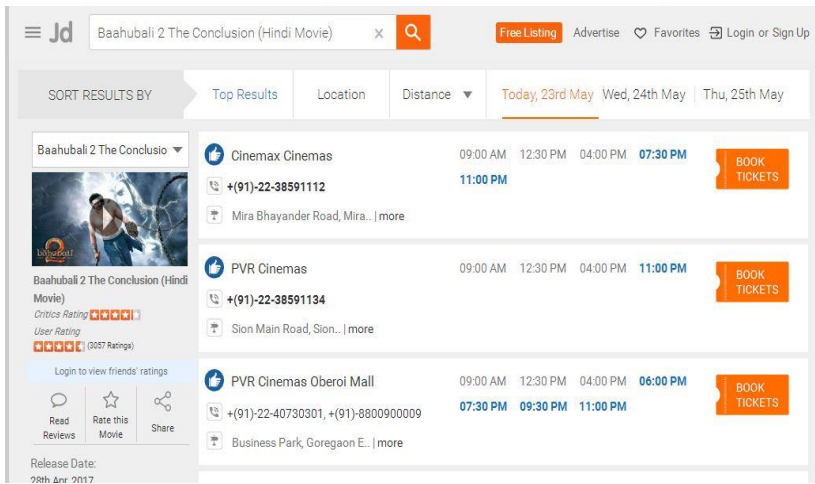 Jd
Baahubali 2 The Conclusion (Hindi Movie) x
Free Listing Advertise Favorites Login or Sign Up
SORT RESULTS BY Top Results Location Distance Today, 23rd May Wed, 24th May Thu, 25th May
Baahubali 2 The Conclusio
Baahubali 2 The Conclusion (Hindi
Movie)
Critics Rating
User Rating
(3057 Ratings)
Login to view friends' ratings
Read
Reviews
Rate this
Movie
Share
Release Date:
28th Apr, 2017
Cinemax Cinemas
+(91)-22-38591112
Mira Bhayander Road, Mira.. | more
09:00 AM 12:30 PM 04:00 PM 07:30 PM
11:00 PM
BOOK
TICKETS
PVR Cinemas
+(91)-22-38591134
Sion Main Road, Sion.. | more
09:00 AM 12:30 PM 04:00 PM 11:00 PM
BOOK
TICKETS
PVR Cinemas Oberoi Mall
+(91)-22-40730301, +(91)-8800900009
Business Park, Goregaon E.. | more
09:00 AM 12:30 PM 04:00 PM 06:00 PM
07:30 PM 09:30 PM 11:00 PM
BOOK
TICKETS